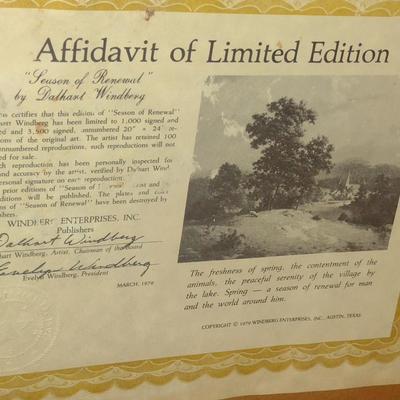 Affidavit of Limited Edition
"Season of Renewal"
by Dalhart Windberg
certifies that this edition of "Season of Renewal"
Windberg has been limited to 1,000 signed and
and 3,500 signed, unnumbered 20" × 24" re-
of the original art. The artist has retained 100
unnumbered reproductions, such reproductions will not
for sale.
reproduction has been personally inspected for
and accuracy by the artist, verified by Dalhart
personal signature on each reproduction.
prior editions of "Season of and
will be published. The plates and
of "Season of Renewal" have been destroyed by
WINDBERG ENTERPRISES, INC.
Publishers
Dalhart Windberg
Windberg, Artist, Chairman of the Board
Evelyn Windberg
Evelyn Windberg, President
MARCH, 1979
The freshness of spring, the contentment of the
animals, the peaceful serenity of the village by
the lake. Spring — a season of renewal for man
and the world around him.
COPYRIGHT © 1979 WINDBERG ENTERPRISES, INC., AUSTIN, TEXAS